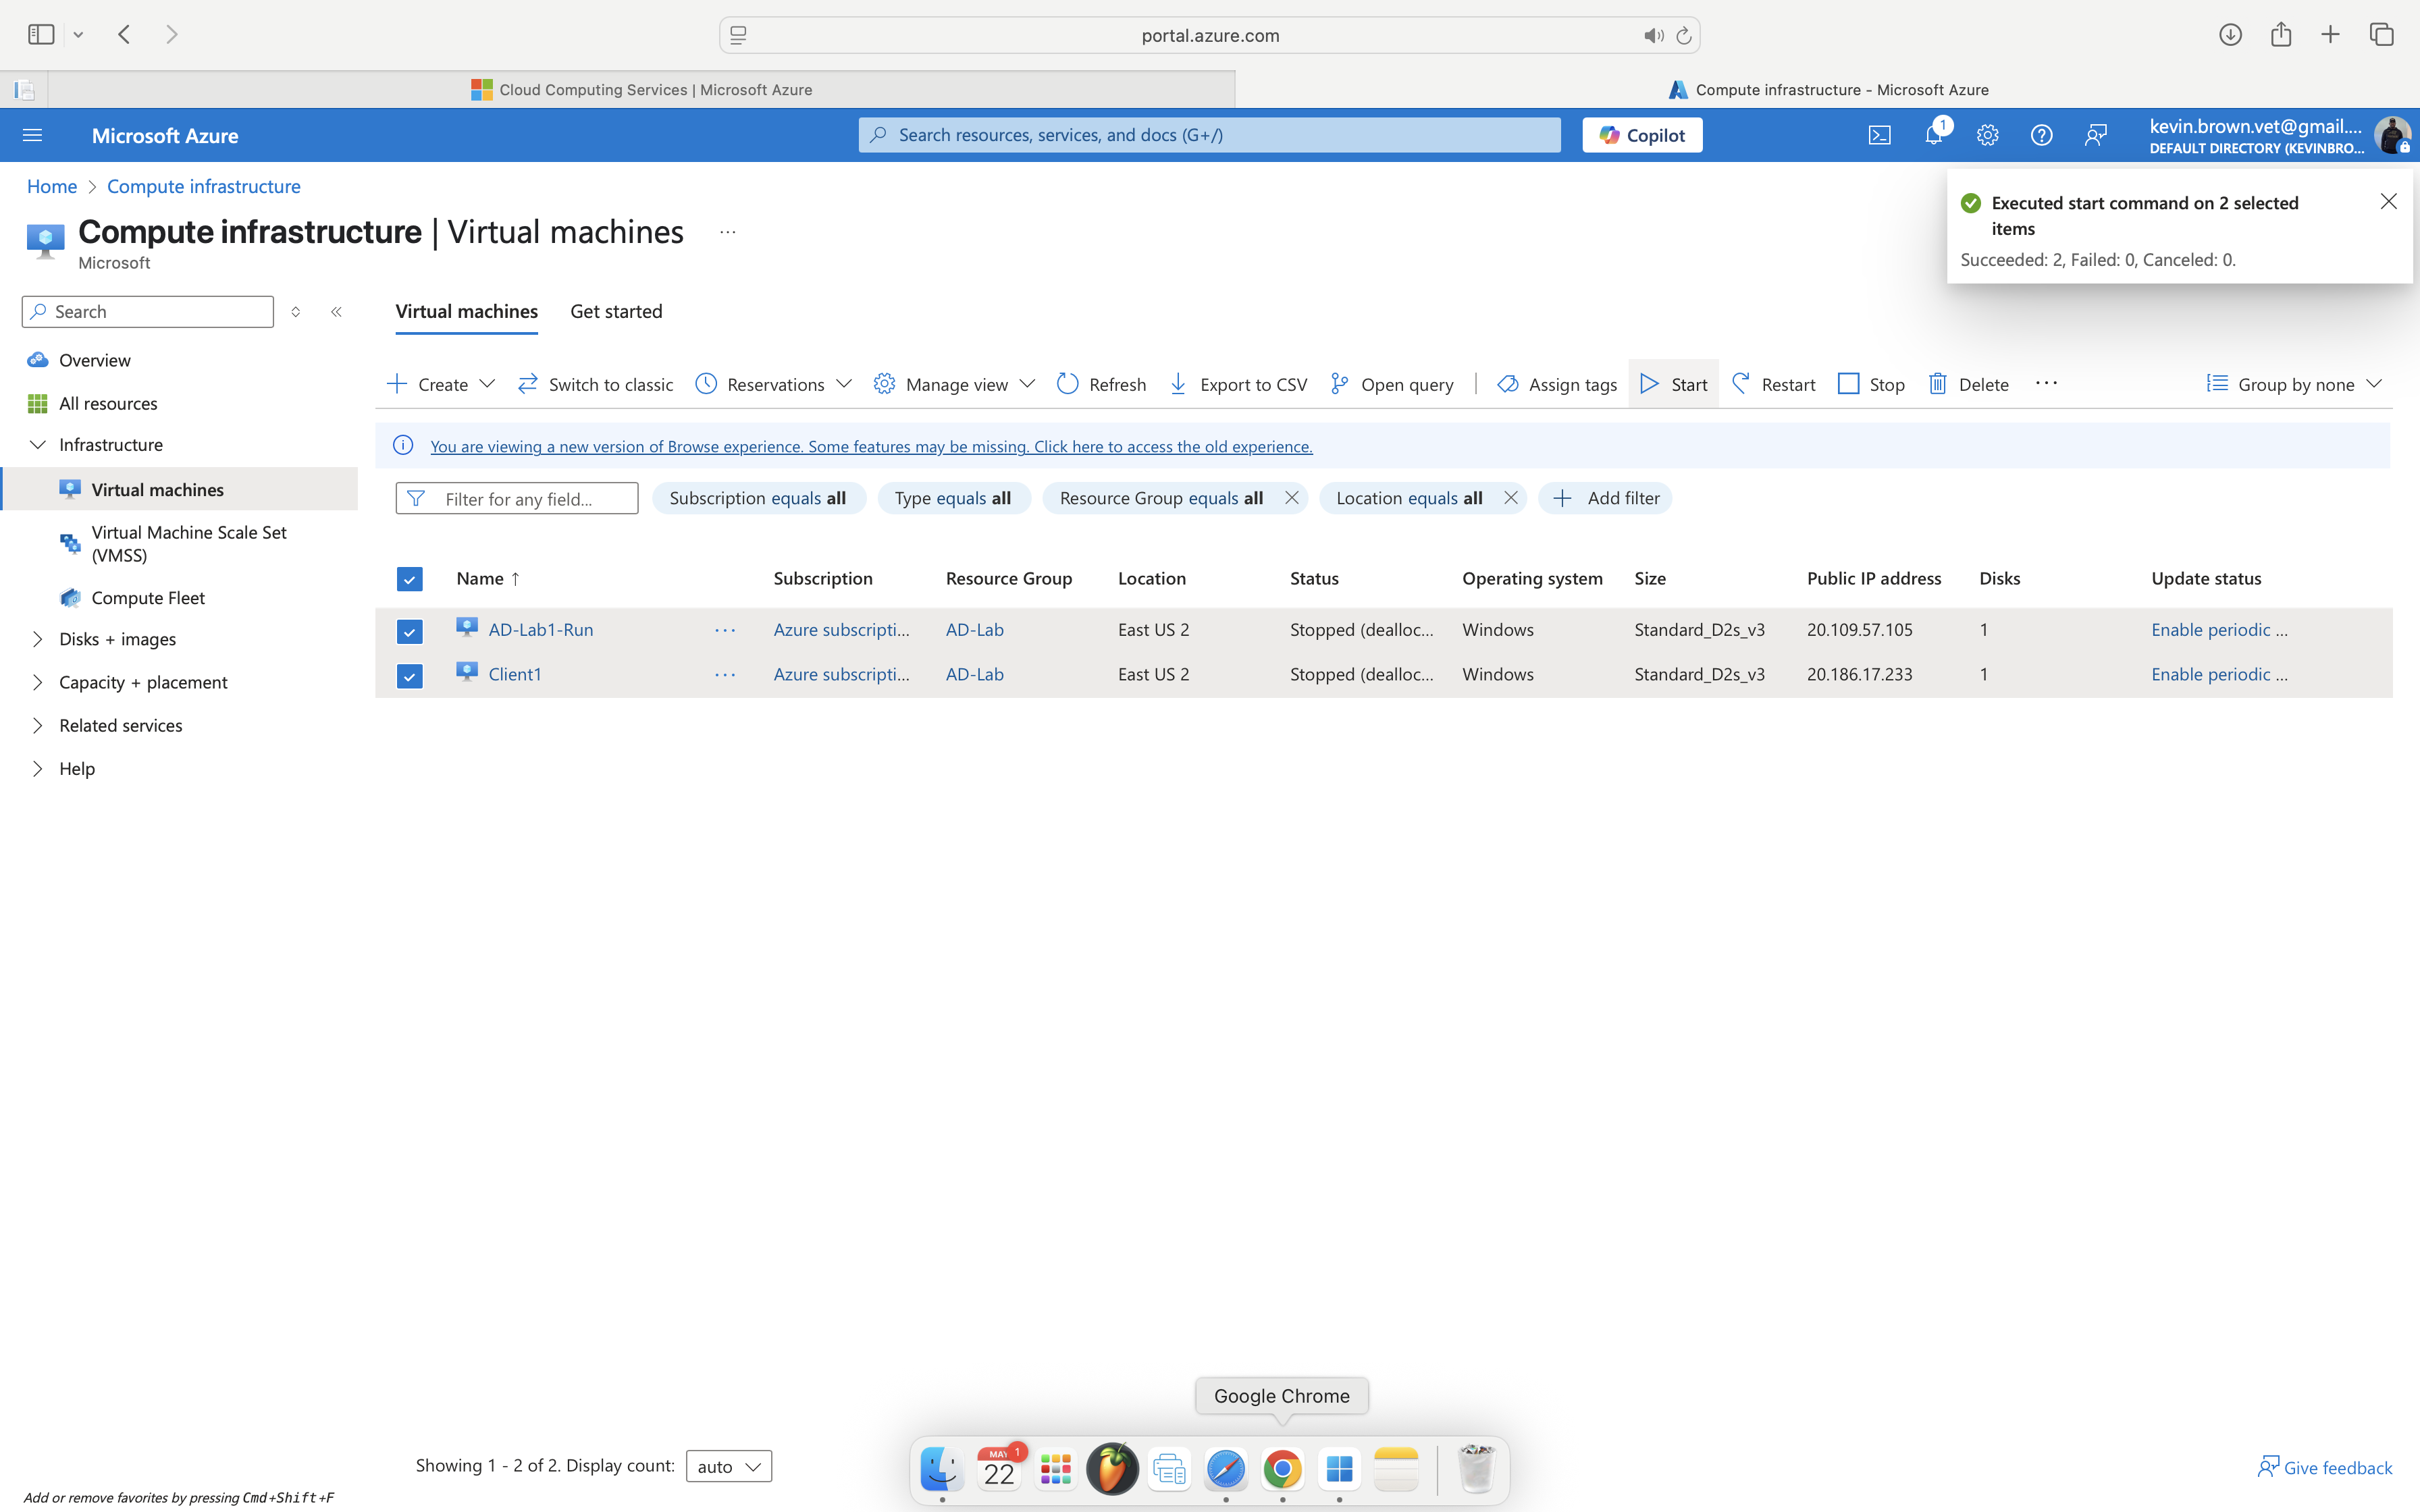 portal.azure.com
Cloud Computing Services | Microsoft Azure
Compute infrastructure - Microsoft Azure
Microsoft Azure
Search resources, services, and docs (G+/)
Copilot
1
kevin.brown.vet@gmail....
DEFAULT DIRECTORY (KEVINBRO...
Home > Compute infrastructure
Executed start command on 2 selected
items
Succeeded: 2, Failed: 0, Canceled: 0.
Compute infrastructure | Virtual machines ...
Microsoft
Search
Virtual machines Get started
Overview
All resources
Infrastructure
Virtual machines
Virtual Machine Scale Set
(VMSS)
Compute Fleet
Disks + images
Capacity + placement
Related services
Help
Create Switch to classic Reservations Manage view Refresh Export to CSV Open query | Assign tags Start Restart Stop Delete ... Group by none
You are viewing a new version of Browse experience. Some features may be missing. Click here to access the old experience.
Filter for any field... Subscription equals all Type equals all Resource Group equals all Location equals all Add filter
Name ↑ Subscription Resource Group Location Status Operating system Size Public IP address Disks Update status
AD-Lab1-Run ... Azure subscripti... AD-Lab East US 2 Stopped (dealloc... Windows Standard_D2s_v3 20.109.57.105 1 Enable periodic ...
Client1 ... Azure subscripti... AD-Lab East US 2 Stopped (dealloc... Windows Standard_D2s_v3 20.186.17.233 1 Enable periodic ...
Google Chrome
Showing 1 - 2 of 2. Display count: auto
MAY
22
1
Give feedback
Add or remove favorites by pressing Cmd+Shift+F